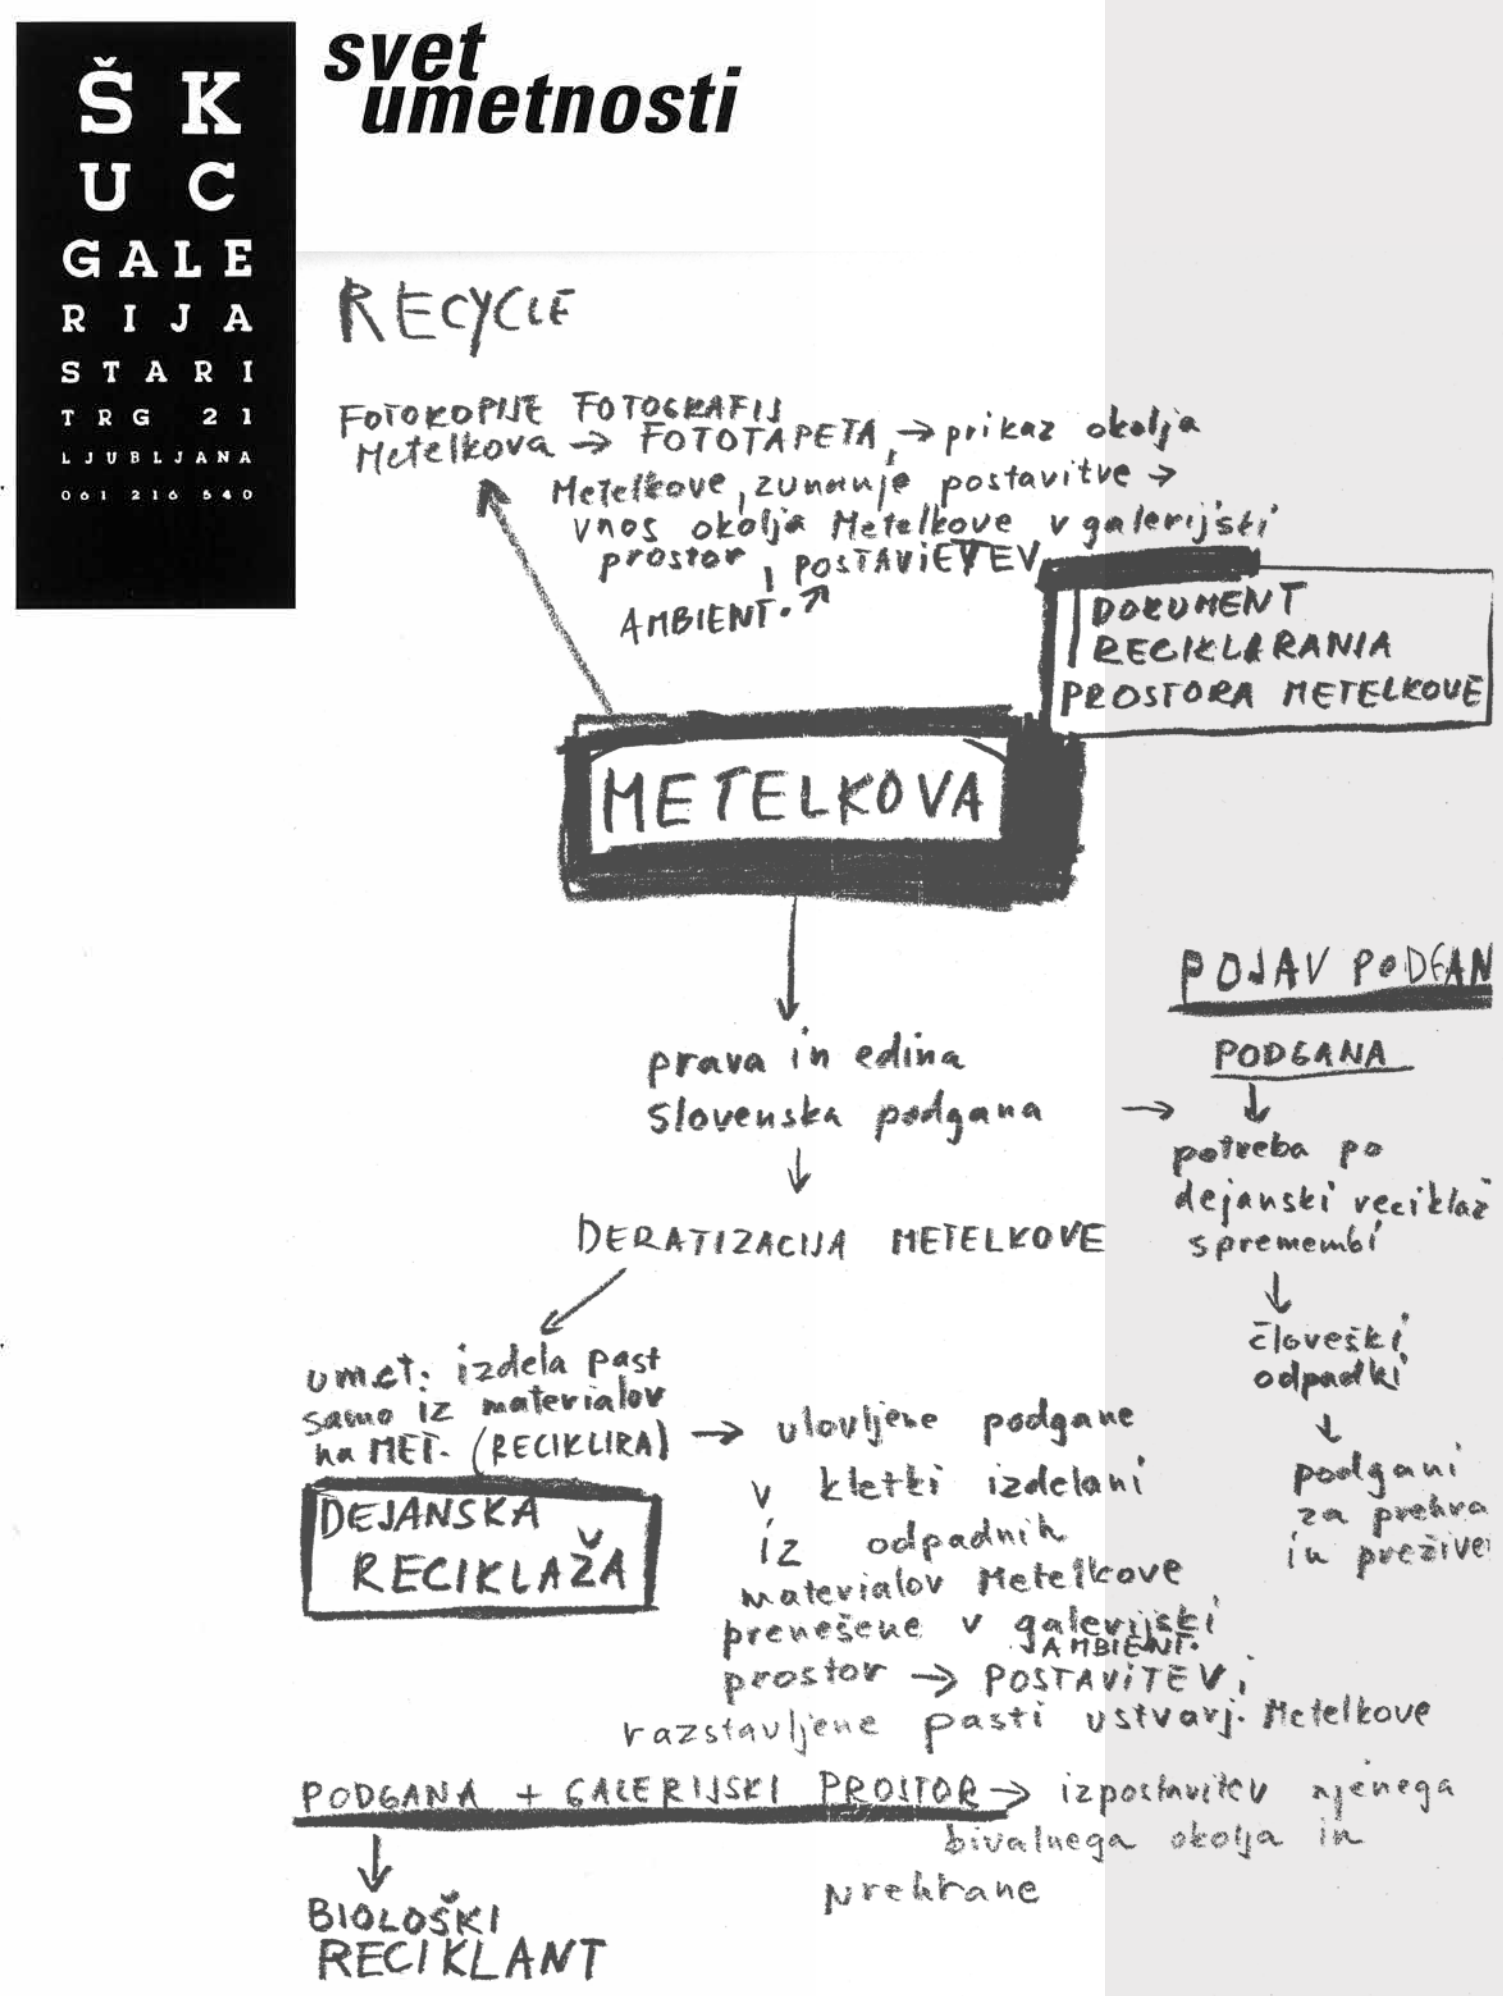 Š K
U C
GALE
RIJA
STARI
TRG 21
LJUBLJANA
061 216 540
svet
umetnosti
RECYCLE
FOTOKOPIJE FOTOGRAFIJ
Metelkova → FOTOTAPETA, → prikaz okolja
Metelkove, zunanje postavitve →
vnos okolja Metelkove v galerijski
prostor, POSTAVITEV
AMBIENT. ↗
DOKUMENT
RECIKLARANJA
PROSTORA METELKOVE
METELKOVA
prava in edina
slovenska podgana →
↓
DERATIZACIJA METELKOVE
POJAV PODGAN
PODGANA
↓
potreba po
dejanski reciklaž
spremembi
↓
človeški
odpadki
↓
podgani
za prehra
in preživе
umet. izdela past
samo iz materialov
na MET. (RECIKLIRA) →
DEJANSKA
RECIKLAŽA
ulovljene podgane
v kletki izdelani
iz odpadnih
materialov Metelkove
prenešene v galerijski
AMBIENT.
prostor → POSTAVITEV;
razstavljene pasti ustvarj. Metelkove
PODGANA + GALERIJSKI PROSTOR → izpostavitev njenega
bivalnega okolja in
prehrane
↓
BIOLOŠKI
RECIKLANT